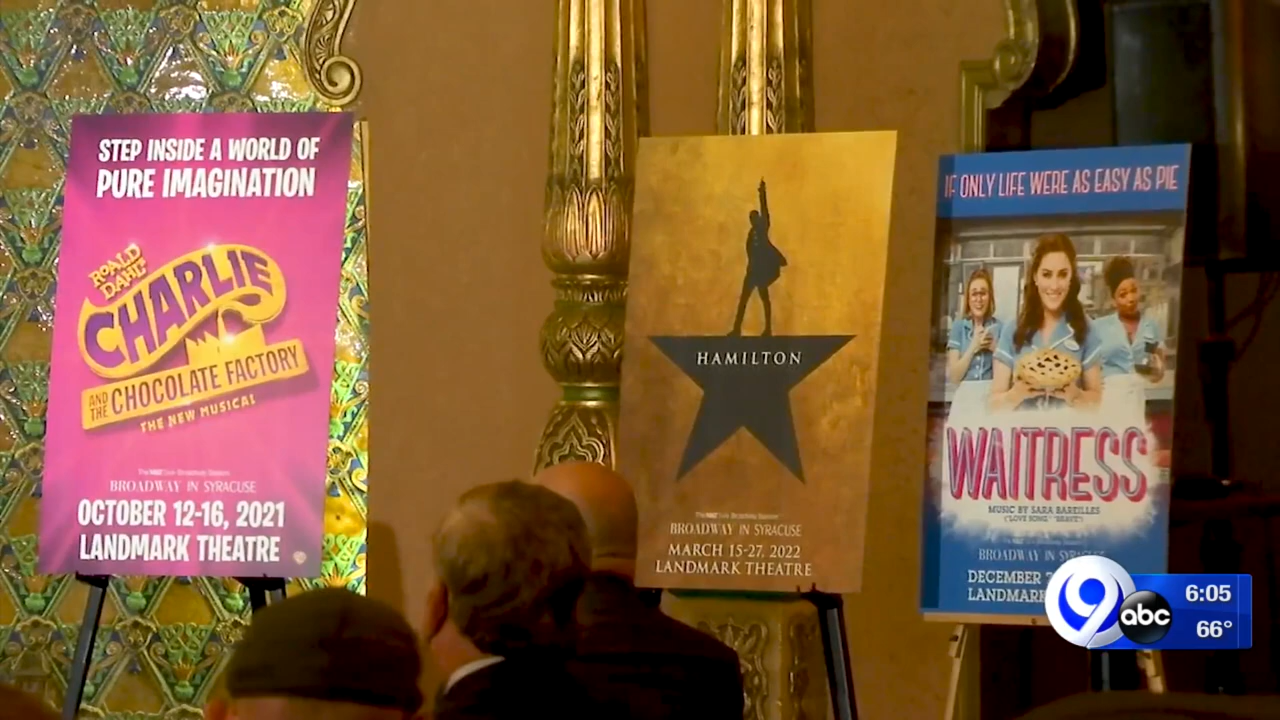 STEP INSIDE A WORLD OF
PURE IMAGINATION
ROALD
DAHL'S
CHARLIE
AND THE
CHOCOLATE FACTORY
THE NEW MUSICAL
BROADWAY IN SYRACUSE
OCTOBER 12-16, 2021
LANDMARK THEATRE
HAMILTON
BROADWAY IN SYRACUSE
MARCH 15-27, 2022
LANDMARK THEATRE
IF ONLY LIFE WERE AS EASY AS PIE
WAITRESS
MUSIC BY SARA BAREILLES
("LOVE SONG," "BRAVE")
BROADWAY IN SYRACUSE
DECEMBER
LANDMARK
9
abc
6:05
66°